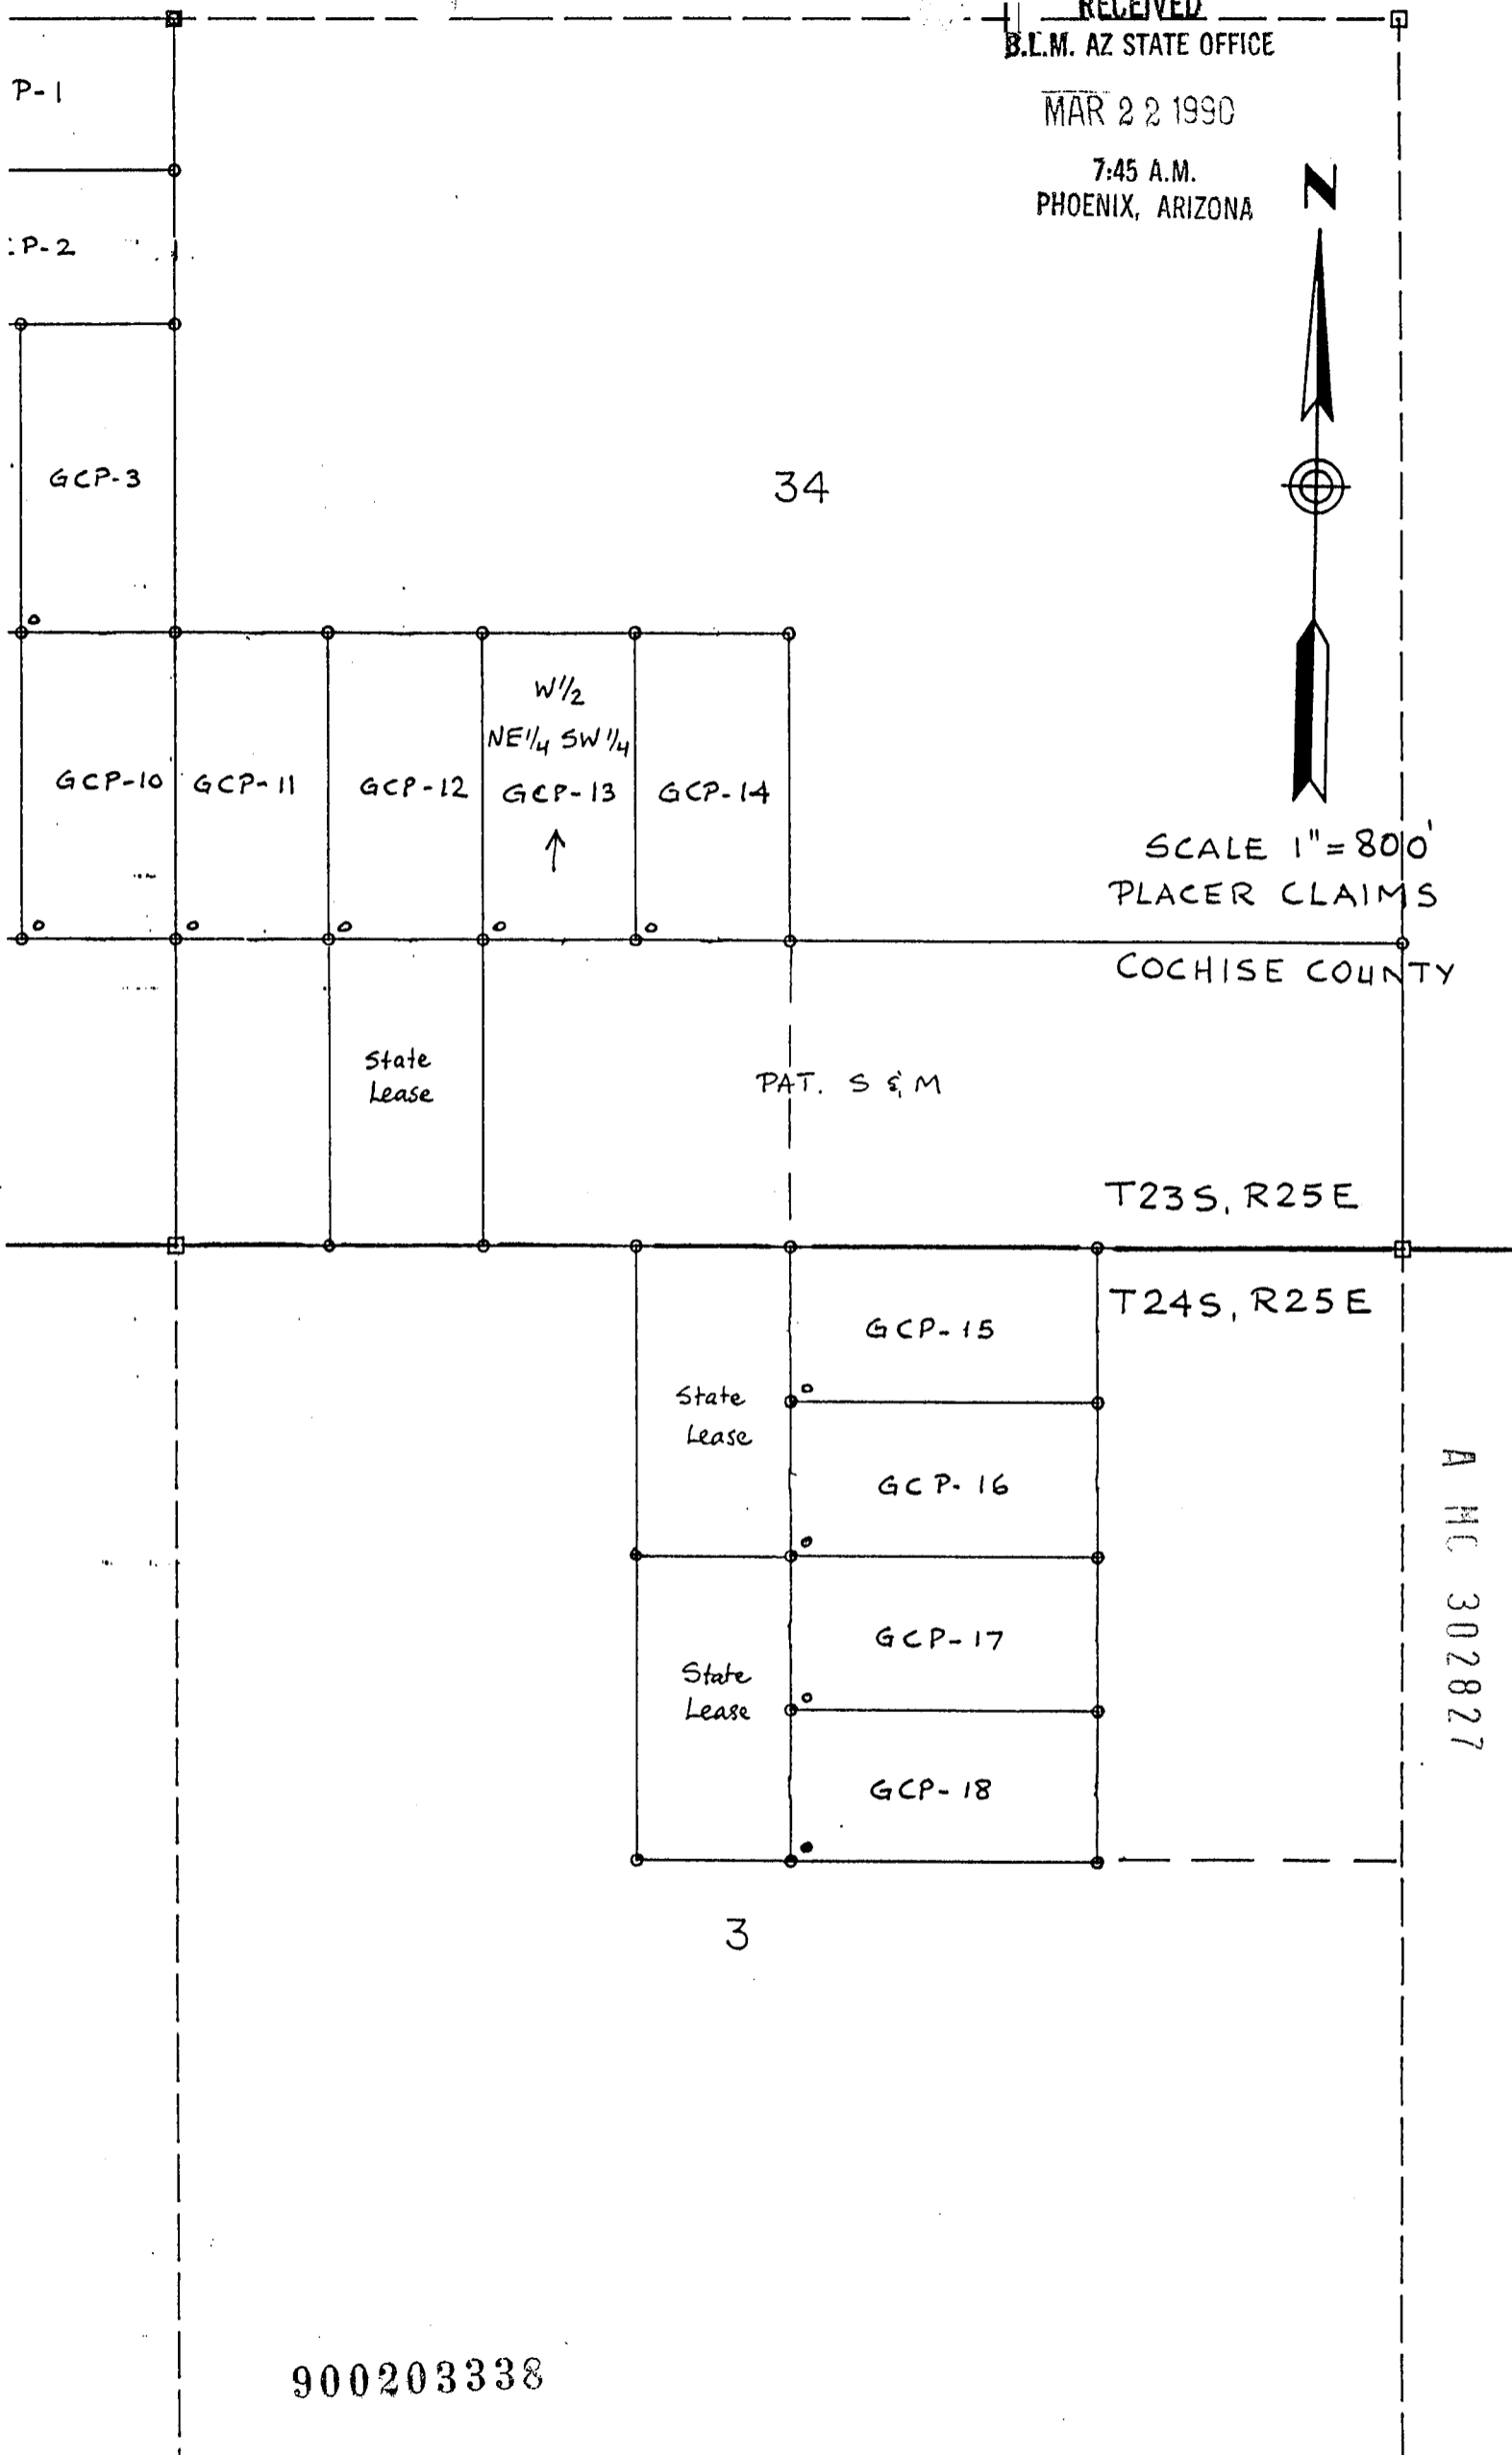 RECEIVED
B.L.M. AZ STATE OFFICE
MAR 22 1990
7:45 A.M.
PHOENIX, ARIZONA
N
P-1
P-2
GCP-3
34
W1/2
NE1/4 SW1/4
GCP-10
GCP-11
GCP-12
GCP-13
GCP-14
SCALE 1"=800'
PLACER CLAIMS
COCHISE COUNTY
State
Lease
PAT. S & M
T23S, R25E
T24S, R25E
GCP-15
State
Lease
GCP-16
GCP-17
State
Lease
GCP-18
3
A MC 302827
900203338